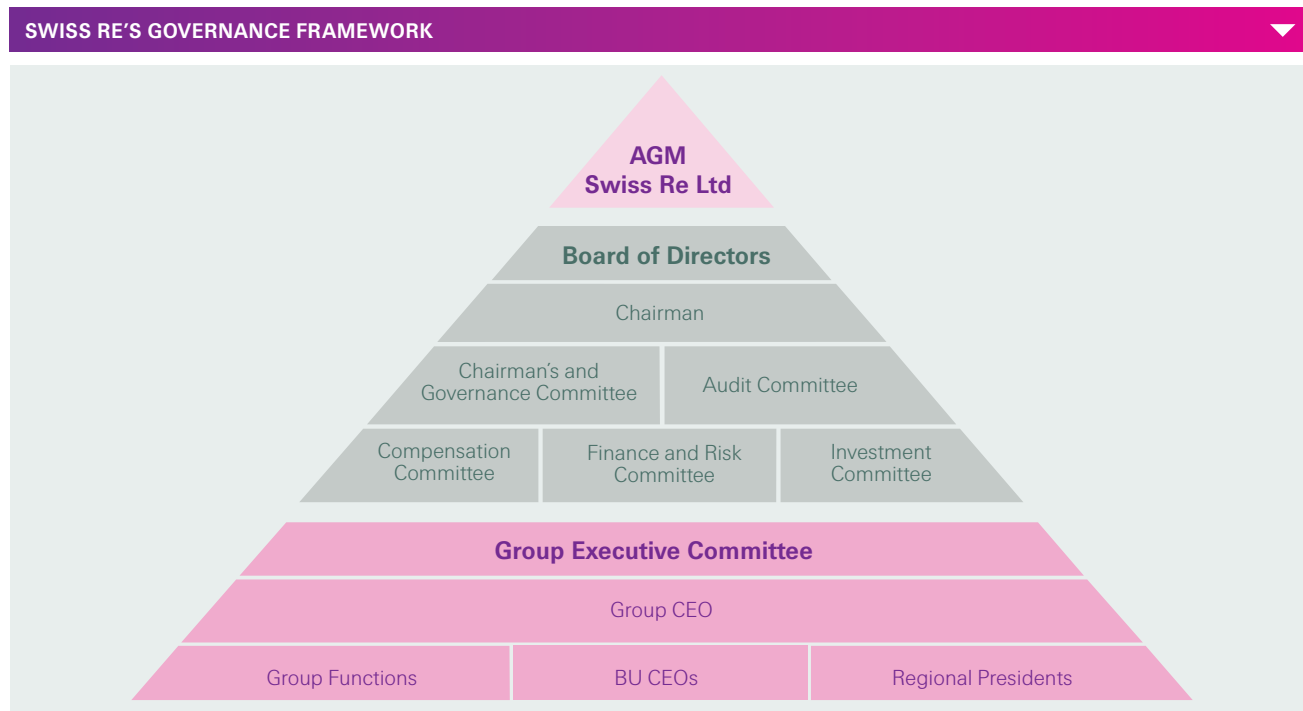 SWISS RE'S GOVERNANCE FRAMEWORK
AGM
Swiss Re Ltd
Board of Directors
Chairman
Chairman's and
Governance Committee
Audit Committee
Compensation
Committee
Finance and Risk
Committee
Investment
Committee
Group Executive Committee
Group CEO
Group Functions
BU CEOs
Regional Presidents